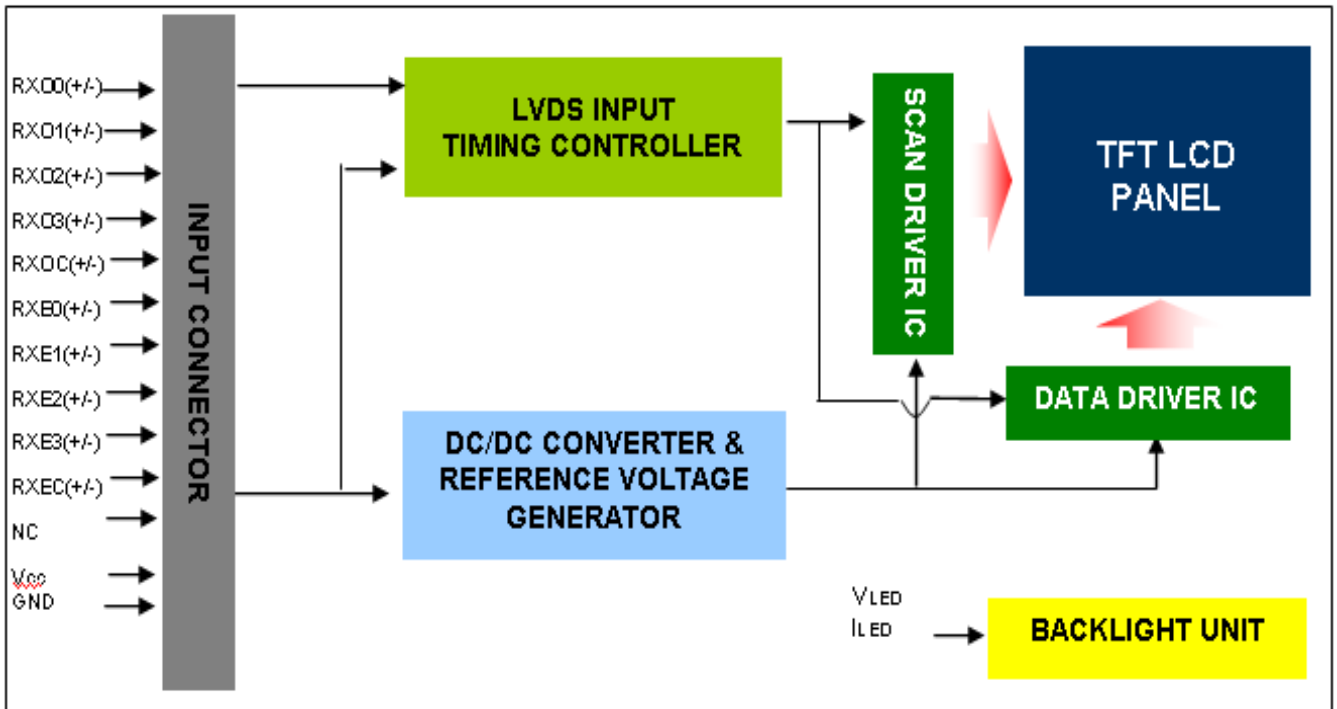 RXO0(+/-)
RXO1(+/-)
RXO2(+/-)
RXO3(+/-)
RXOC(+/-)
RXE0(+/-)
RXE1(+/-)
RXE2(+/-)
RXE3(+/-)
RXEC(+/-)
NC
Vcc
GND
INPUT CONNECTOR
LVDS INPUT
TIMING CONTROLLER
DC/DC CONVERTER &
REFERENCE VOLTAGE
GENERATOR
SCAN DRIVER IC
TFT LCD
PANEL
DATA DRIVER IC
VLED
ILED
BACKLIGHT UNIT